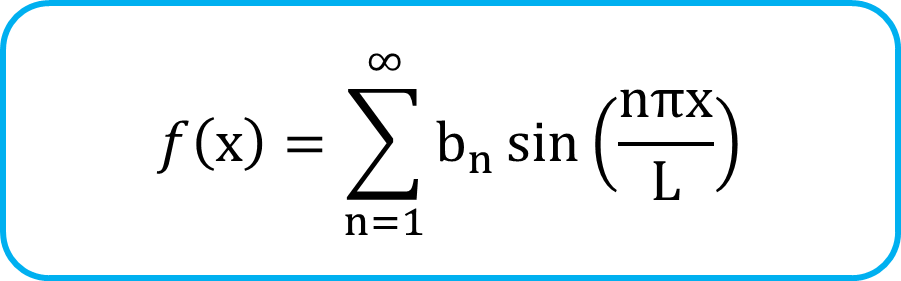 f(x) = ∑_{n=1}^{∞} b_n sin (nπx/L)